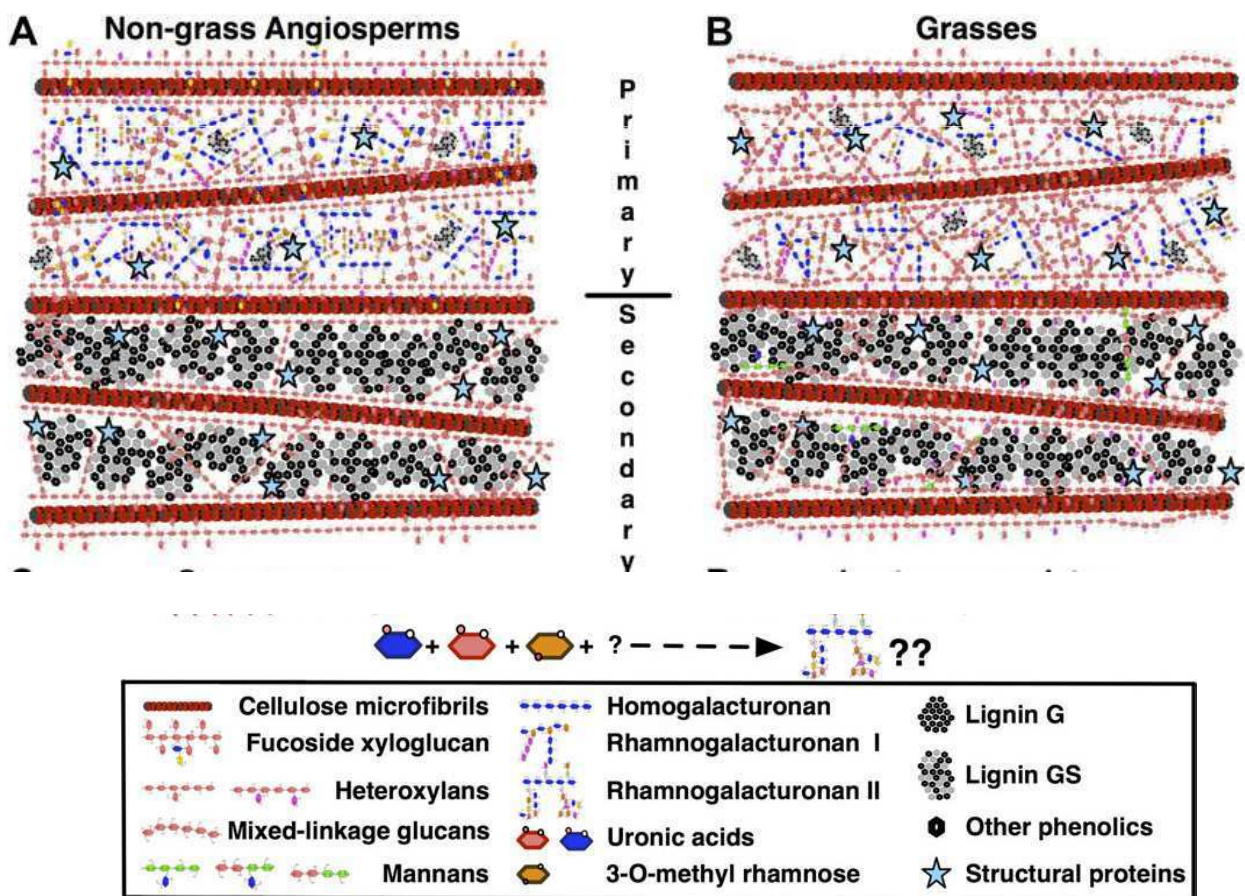 A Non-grass Angiosperms
B Grasses
P
r
i
m
a
r
y
S
e
c
o
n
d
a
r
y
+ + + ? ??
Cellulose microfibrils
Fucoside xyloglucan
Heteroxylans
Mixed-linkage glucans
Mannans
Homogalacturonan
Rhamnogalacturonan I
Rhamnogalacturonan II
Uronic acids
3-O-methyl rhamnose
Lignin G
Lignin GS
Other phenolics
Structural proteins